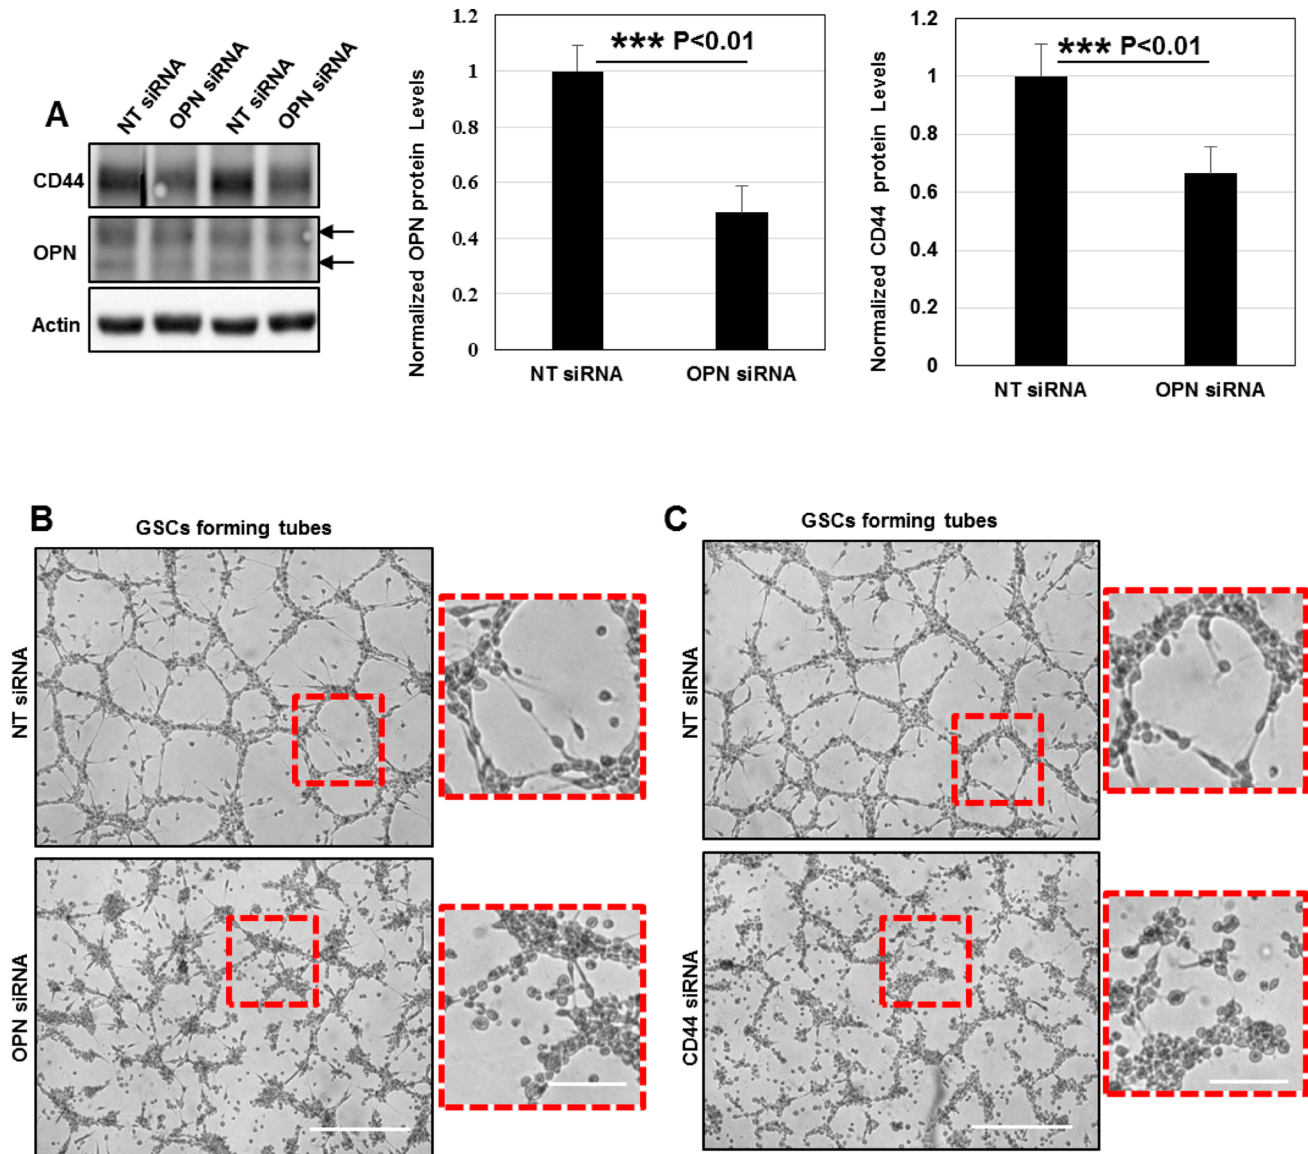 A
NT siRNA
OPN siRNA
NT siRNA
OPN siRNA
CD44
OPN
Actin
Normalized OPN protein Levels
1.2
1
0.8
0.6
0.4
0.2
0
*** P<0.01
NT siRNA
OPN siRNA
Normalized CD44 protein Levels
1.2
1
0.8
0.6
0.4
0.2
0
*** P<0.01
NT siRNA
OPN siRNA
B
GSCs forming tubes
NT siRNA
OPN siRNA
C
GSCs forming tubes
NT siRNA
CD44 siRNA